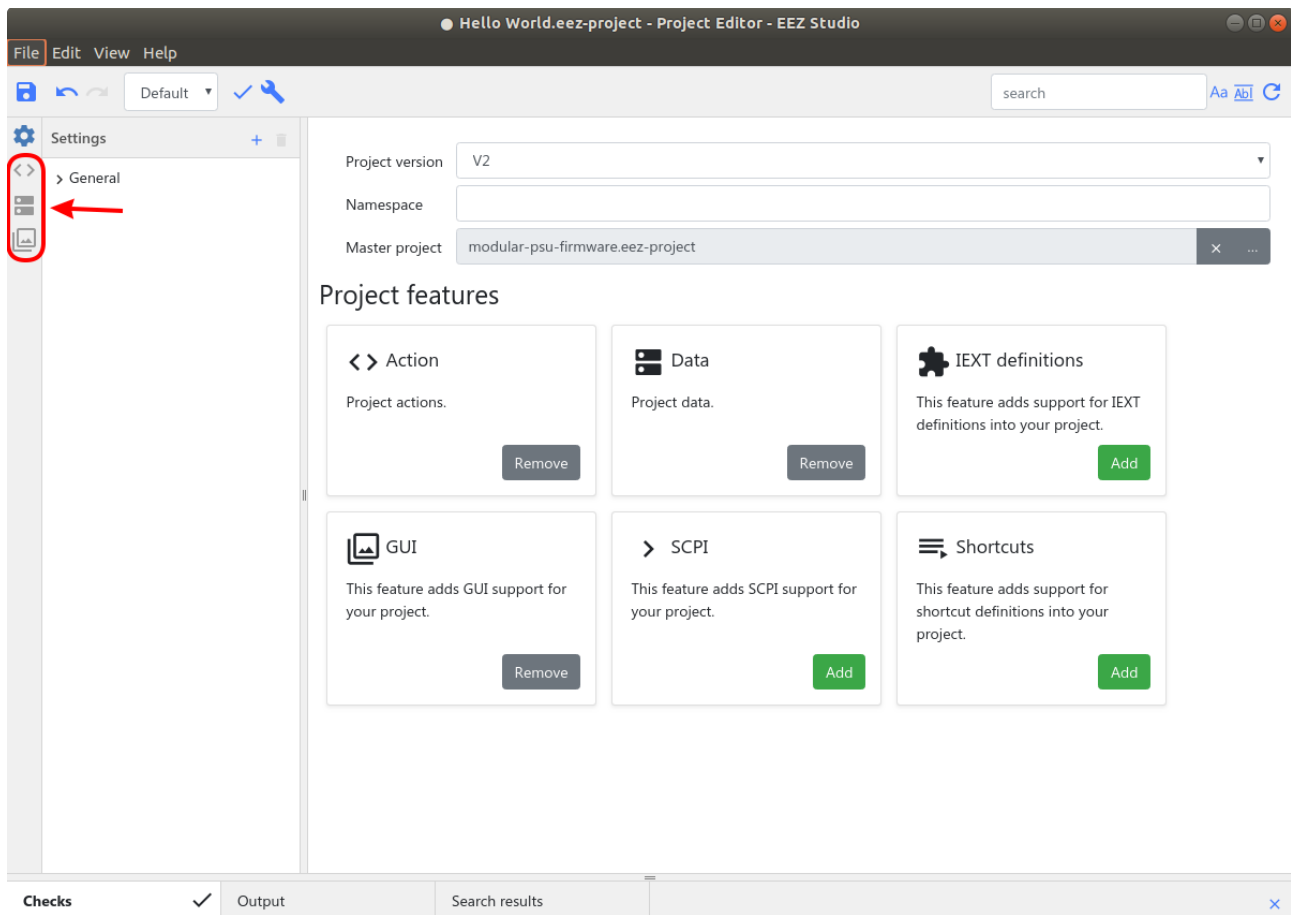 ● Hello World.eez-project - Project Editor - EEZ Studio
File Edit View Help
Default
search
Aa Abl
Settings
General
Project version V2
Namespace
Master project modular-psu-firmware.eez-project × ...
Project features
Action
Project actions.
Remove
Data
Project data.
Remove
IEXT definitions
This feature adds support for IEXT
definitions into your project.
Add
GUI
This feature adds GUI support for
your project.
Remove
SCPI
This feature adds SCPI support for
your project.
Add
Shortcuts
This feature adds support for
shortcut definitions into your
project.
Add
Checks Output Search results